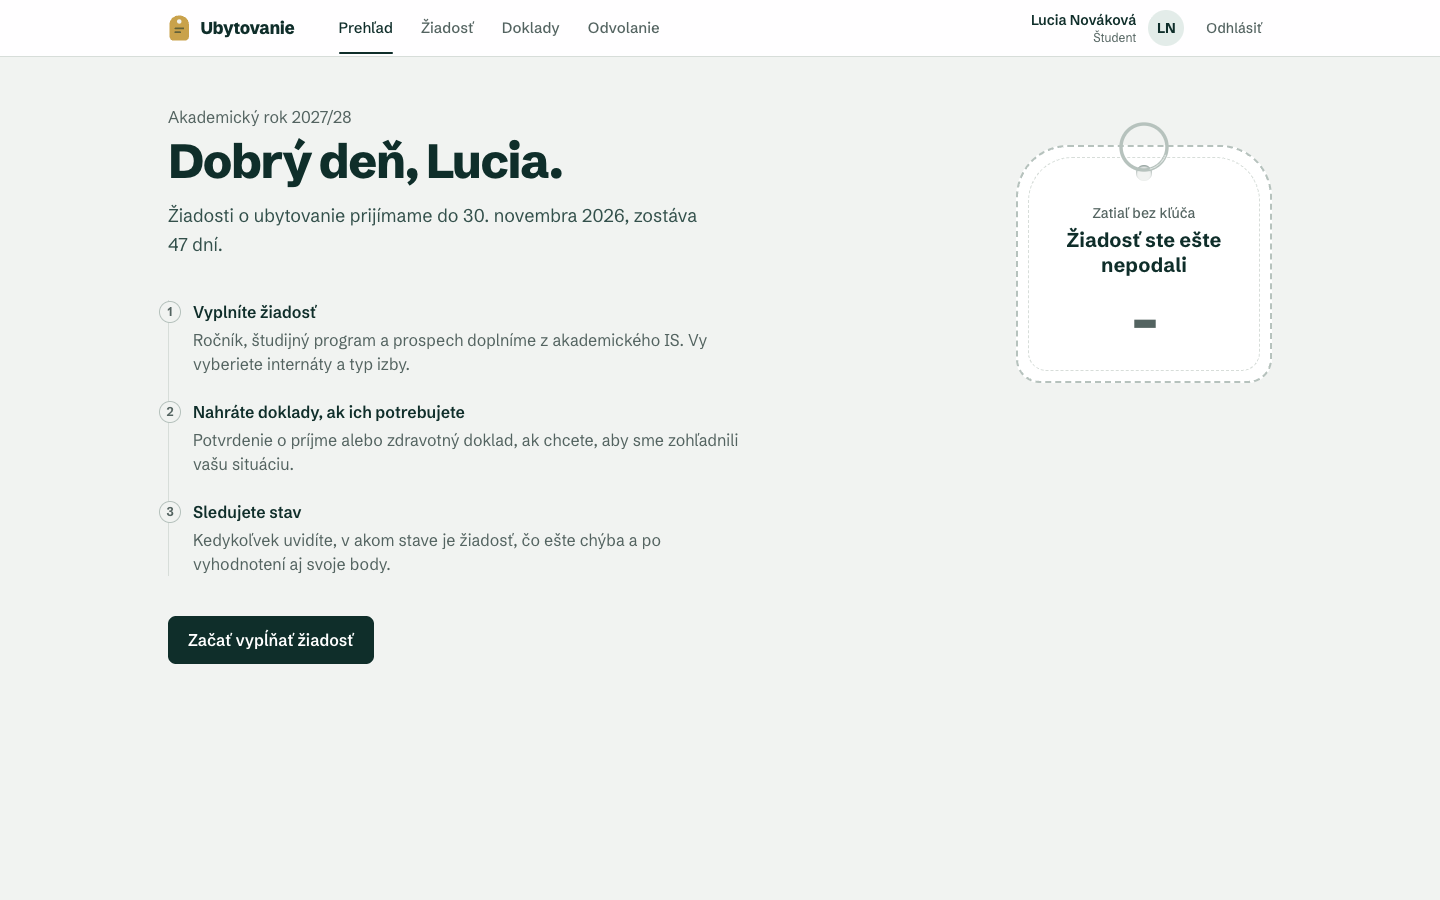 Ubytovanie
Prehľad
Žiadosť
Doklady
Odvolanie
Lucia Nováková
Študent
LN
Odhlásiť
Akademický rok 2027/28
Dobrý deň, Lucia.
Žiadosti o ubytovanie prijímame do 30. novembra 2026, zostáva
47 dní.
1
Vyplníte žiadosť
Ročník, študijný program a prospech doplníme z akademického IS. Vy
vyberiete internáty a typ izby.
2
Nahráte doklady, ak ich potrebujete
Potvrdenie o príjme alebo zdravotný doklad, ak chcete, aby sme zohľadnili
vašu situáciu.
3
Sledujete stav
Kedykoľvek uvidíte, v akom stave je žiadosť, čo ešte chýba a po
vyhodnotení aj svoje body.
Začať vypĺňať žiadosť
Zatiaľ bez kľúča
Žiadosť ste ešte
nepodali
–